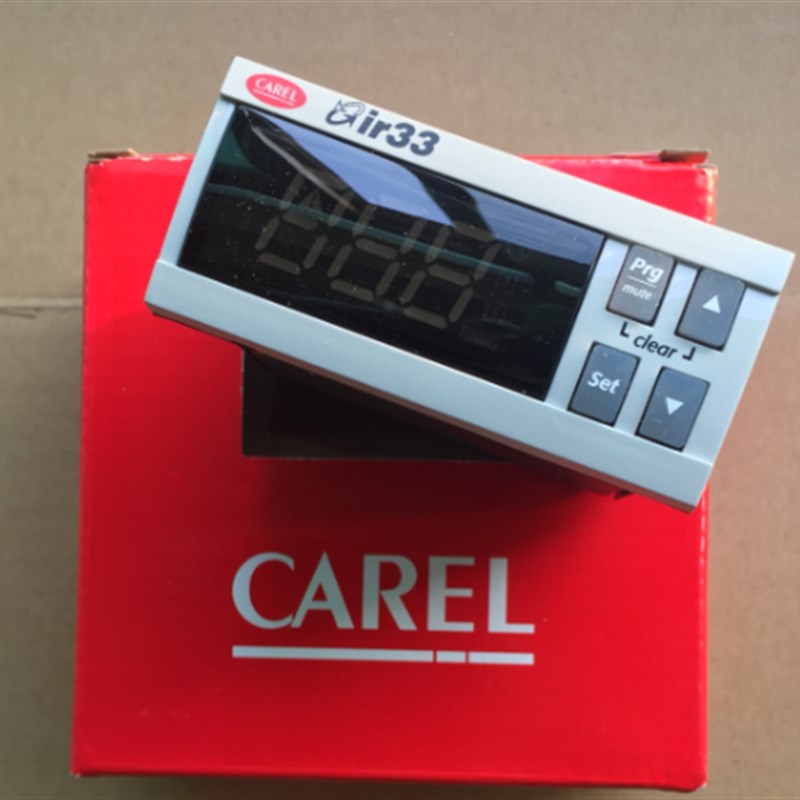 CAREL
ir33
Prg
mute
▲
clear
Set
▼
CAREL